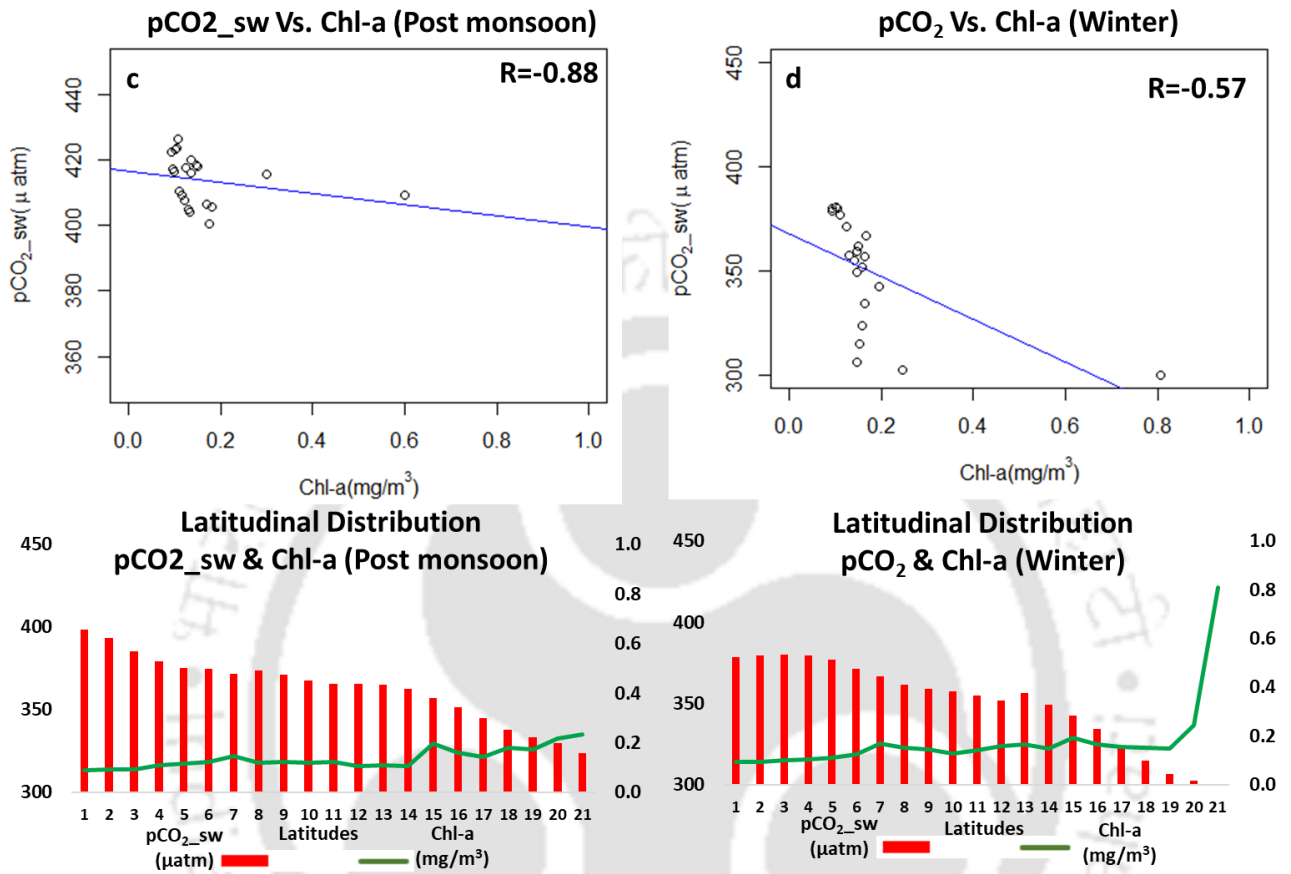 pCO2_sw Vs. Chl-a (Post monsoon)
c
R=-0.88
440
420
400
380
360
pCO₂_sw( μ atm)
0.0 0.2 0.4 0.6 0.8 1.0
Chl-a(mg/m³)
pCO₂ Vs. Chl-a (Winter)
d
R=-0.57
450
400
350
300
pCO₂_sw( μ atm)
0.0 0.2 0.4 0.6 0.8 1.0
Chl-a(mg/m³)
Latitudinal Distribution
pCO2_sw & Chl-a (Post monsoon)
450
400
350
300
1.0
0.8
0.6
0.4
0.2
0.0
1 2 3 4 5 6 7 8 9 10 11 12 13 14 15 16 17 18 19 20 21
pCO₂_sw Latitudes Chl-a
(μatm) (mg/m³)
Latitudinal Distribution
pCO₂ & Chl-a (Winter)
450
400
350
300
1.0
0.8
0.6
0.4
0.2
0.0
1 2 3 4 5 6 7 8 9 10 11 12 13 14 15 16 17 18 19 20 21
pCO₂_sw Latitudes Chl-a
(μatm) (mg/m³)